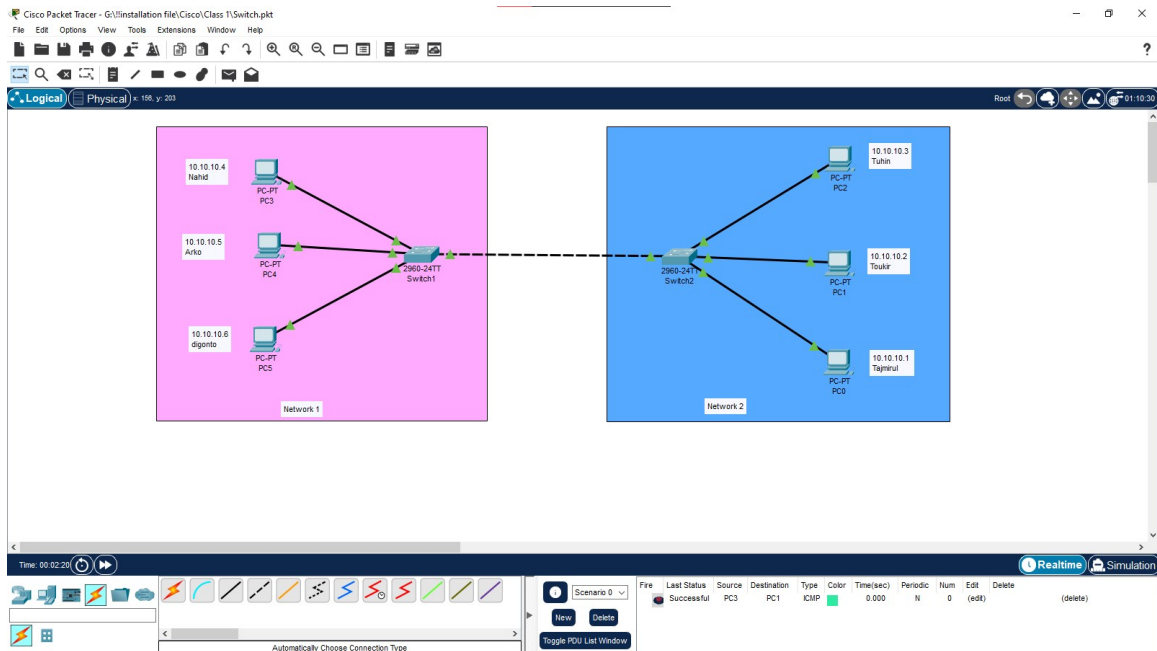 Cisco Packet Tracer - G:\!!installation file\Cisco\Class 1\Switch.pkt
File Edit Options View Tools Extensions Window Help
?
Logical Physical x: 156, y: 203 Root 01:10:30
10.10.10.4
Nahid
PC-PT
PC3
10.10.10.5
Arko
PC-PT
PC4
10.10.10.6
digonto
PC-PT
PC5
2960-24TT
Switch1
Network 1
2960-24TT
Switch2
10.10.10.3
Tuhin
PC-PT
PC2
10.10.10.2
Toukir
PC-PT
PC1
10.10.10.1
Tajmirul
PC-PT
PC0
Network 2
Time: 00:02:20 Realtime Simulation
Scenario 0
New Delete
Toggle PDU List Window
Fire Last Status Source Destination Type Color Time(sec) Periodic Num Edit Delete
Successful PC3 PC1 ICMP 0.000 N 0 (edit) (delete)
Automatically Choose Connection Type